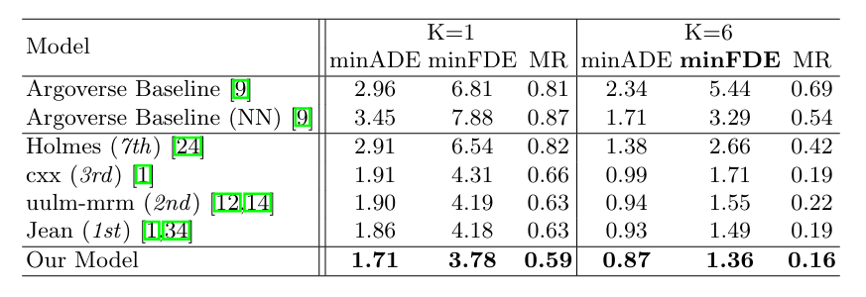 Model K=1 K=6
minADE minFDE MR minADE minFDE MR
Argoverse Baseline [9] 2.96 6.81 0.81 2.34 5.44 0.69
Argoverse Baseline (NN) [9] 3.45 7.88 0.87 1.71 3.29 0.54
Holmes (7th) [24] 2.91 6.54 0.82 1.38 2.66 0.42
cxx (3rd) [1] 1.91 4.31 0.66 0.99 1.71 0.19
uulm-mrm (2nd) [12,14] 1.90 4.19 0.63 0.94 1.55 0.22
Jean (1st) [1,34] 1.86 4.18 0.63 0.93 1.49 0.19
Our Model 1.71 3.78 0.59 0.87 1.36 0.16